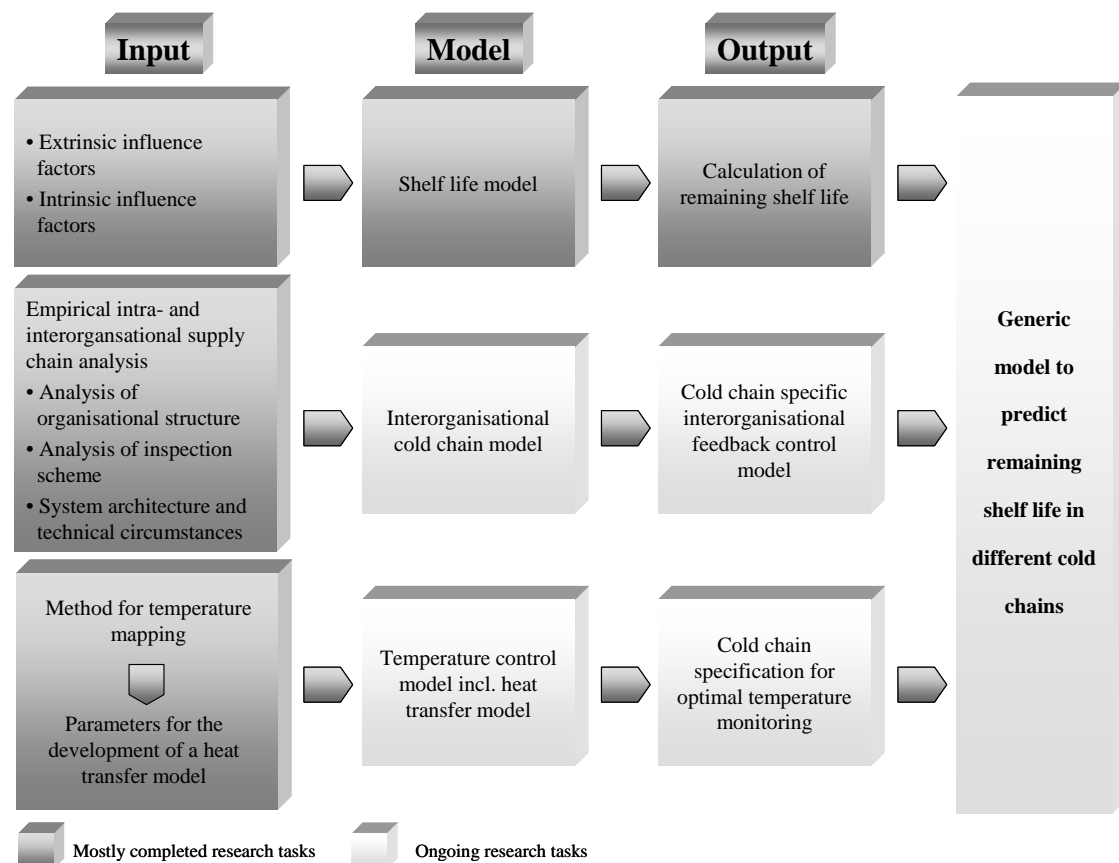 Input
Model
Output
• Extrinsic influence
factors
• Intrinsic influence
factors
Shelf life model
Calculation of
remaining shelf life
Empirical intra- and
interorgansational supply
chain analysis
• Analysis of
organisational structure
• Analysis of inspection
scheme
• System architecture and
technical circumstances
Interorganisational
cold chain model
Cold chain specific
interorganisational
feedback control
model
Method for temperature
mapping
Parameters for the
development of a heat
transfer model
Temperature control
model incl. heat
transfer model
Cold chain
specification for
optimal temperature
monitoring
Generic
model to
predict
remaining
shelf life in
different cold
chains
Mostly completed research tasks
Ongoing research tasks